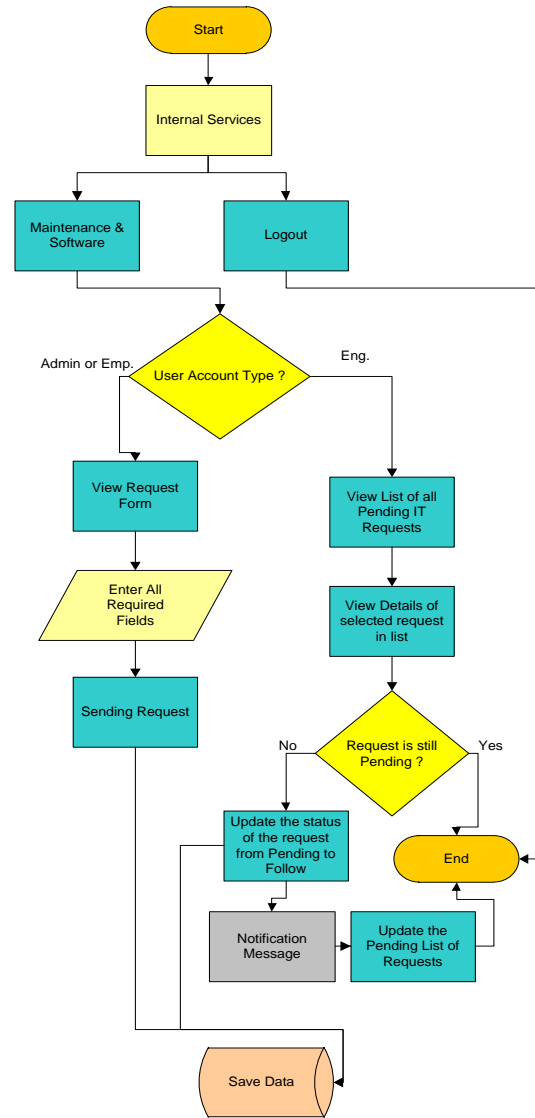 Start
Internal Services
Maintenance &
Software
Logout
Admin or Emp.
User Account Type ?
Eng.
View Request
Form
View List of all
Pending IT
Requests
Enter All
Required
Fields
View Details of
selected request
in list
Sending Request
No
Request is still
Pending ?
Yes
Update the status
of the request
from Pending to
Follow
End
Notification
Message
Update the
Pending List of
Requests
Save Data